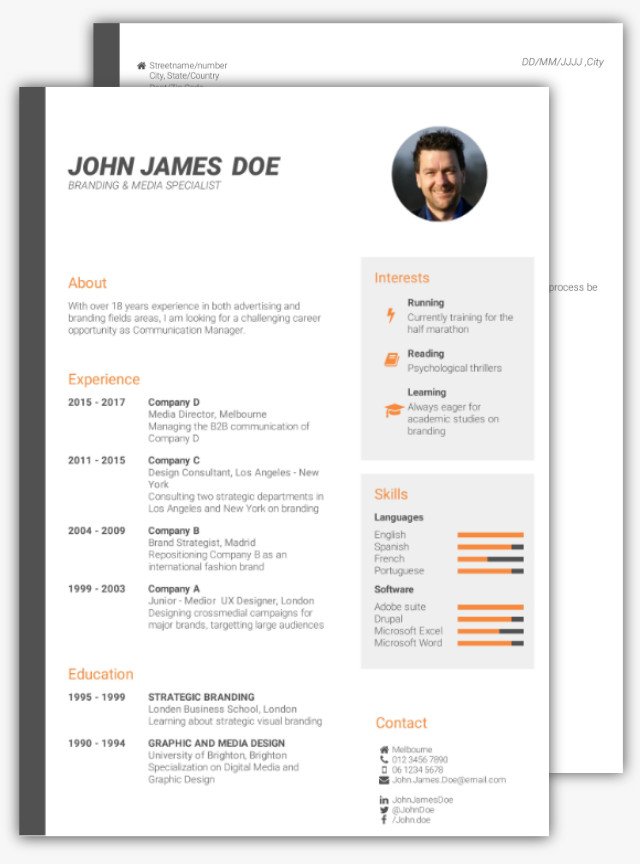 Streetname/number
City, State/Country
DD/MM/JJJJ ,City
process be
JOHN JAMES DOE
BRANDING & MEDIA SPECIALIST
About
With over 18 years experience in both advertising and
branding fields areas, I am looking for a challenging career
opportunity as Communication Manager.
Experience
2015 - 2017 Company D
Media Director, Melbourne
Managing the B2B communication of
Company D
2011 - 2015 Company C
Design Consultant, Los Angeles - New
York
Consulting two strategic departments in
Los Angeles and New York on branding
2004 - 2009 Company B
Brand Strategist, Madrid
Repositioning Company B as an
international fashion brand
1999 - 2003 Company A
Junior - Medior UX Designer, London
Designing crossmedial campaigns for
major brands, targetting large audiences
Education
1995 - 1999 STRATEGIC BRANDING
Londen Business School, London
Learning about strategic visual branding
1990 - 1994 GRAPHIC AND MEDIA DESIGN
University of Brighton, Brighton
Specialization on Digital Media and
Graphic Design
Interests
Running
Currently training for the
half marathon
Reading
Psychological thrillers
Learning
Always eager for
academic studies on
branding
Skills
Languages
English
Spanish
French
Portuguese
Software
Adobe suite
Drupal
Microsoft Excel
Microsoft Word
Contact
Melbourne
012 3456 7890
06 1234 5678
John.James.Doe@email.com
JohnJamesDoe
@JohnDoe
/John.doe